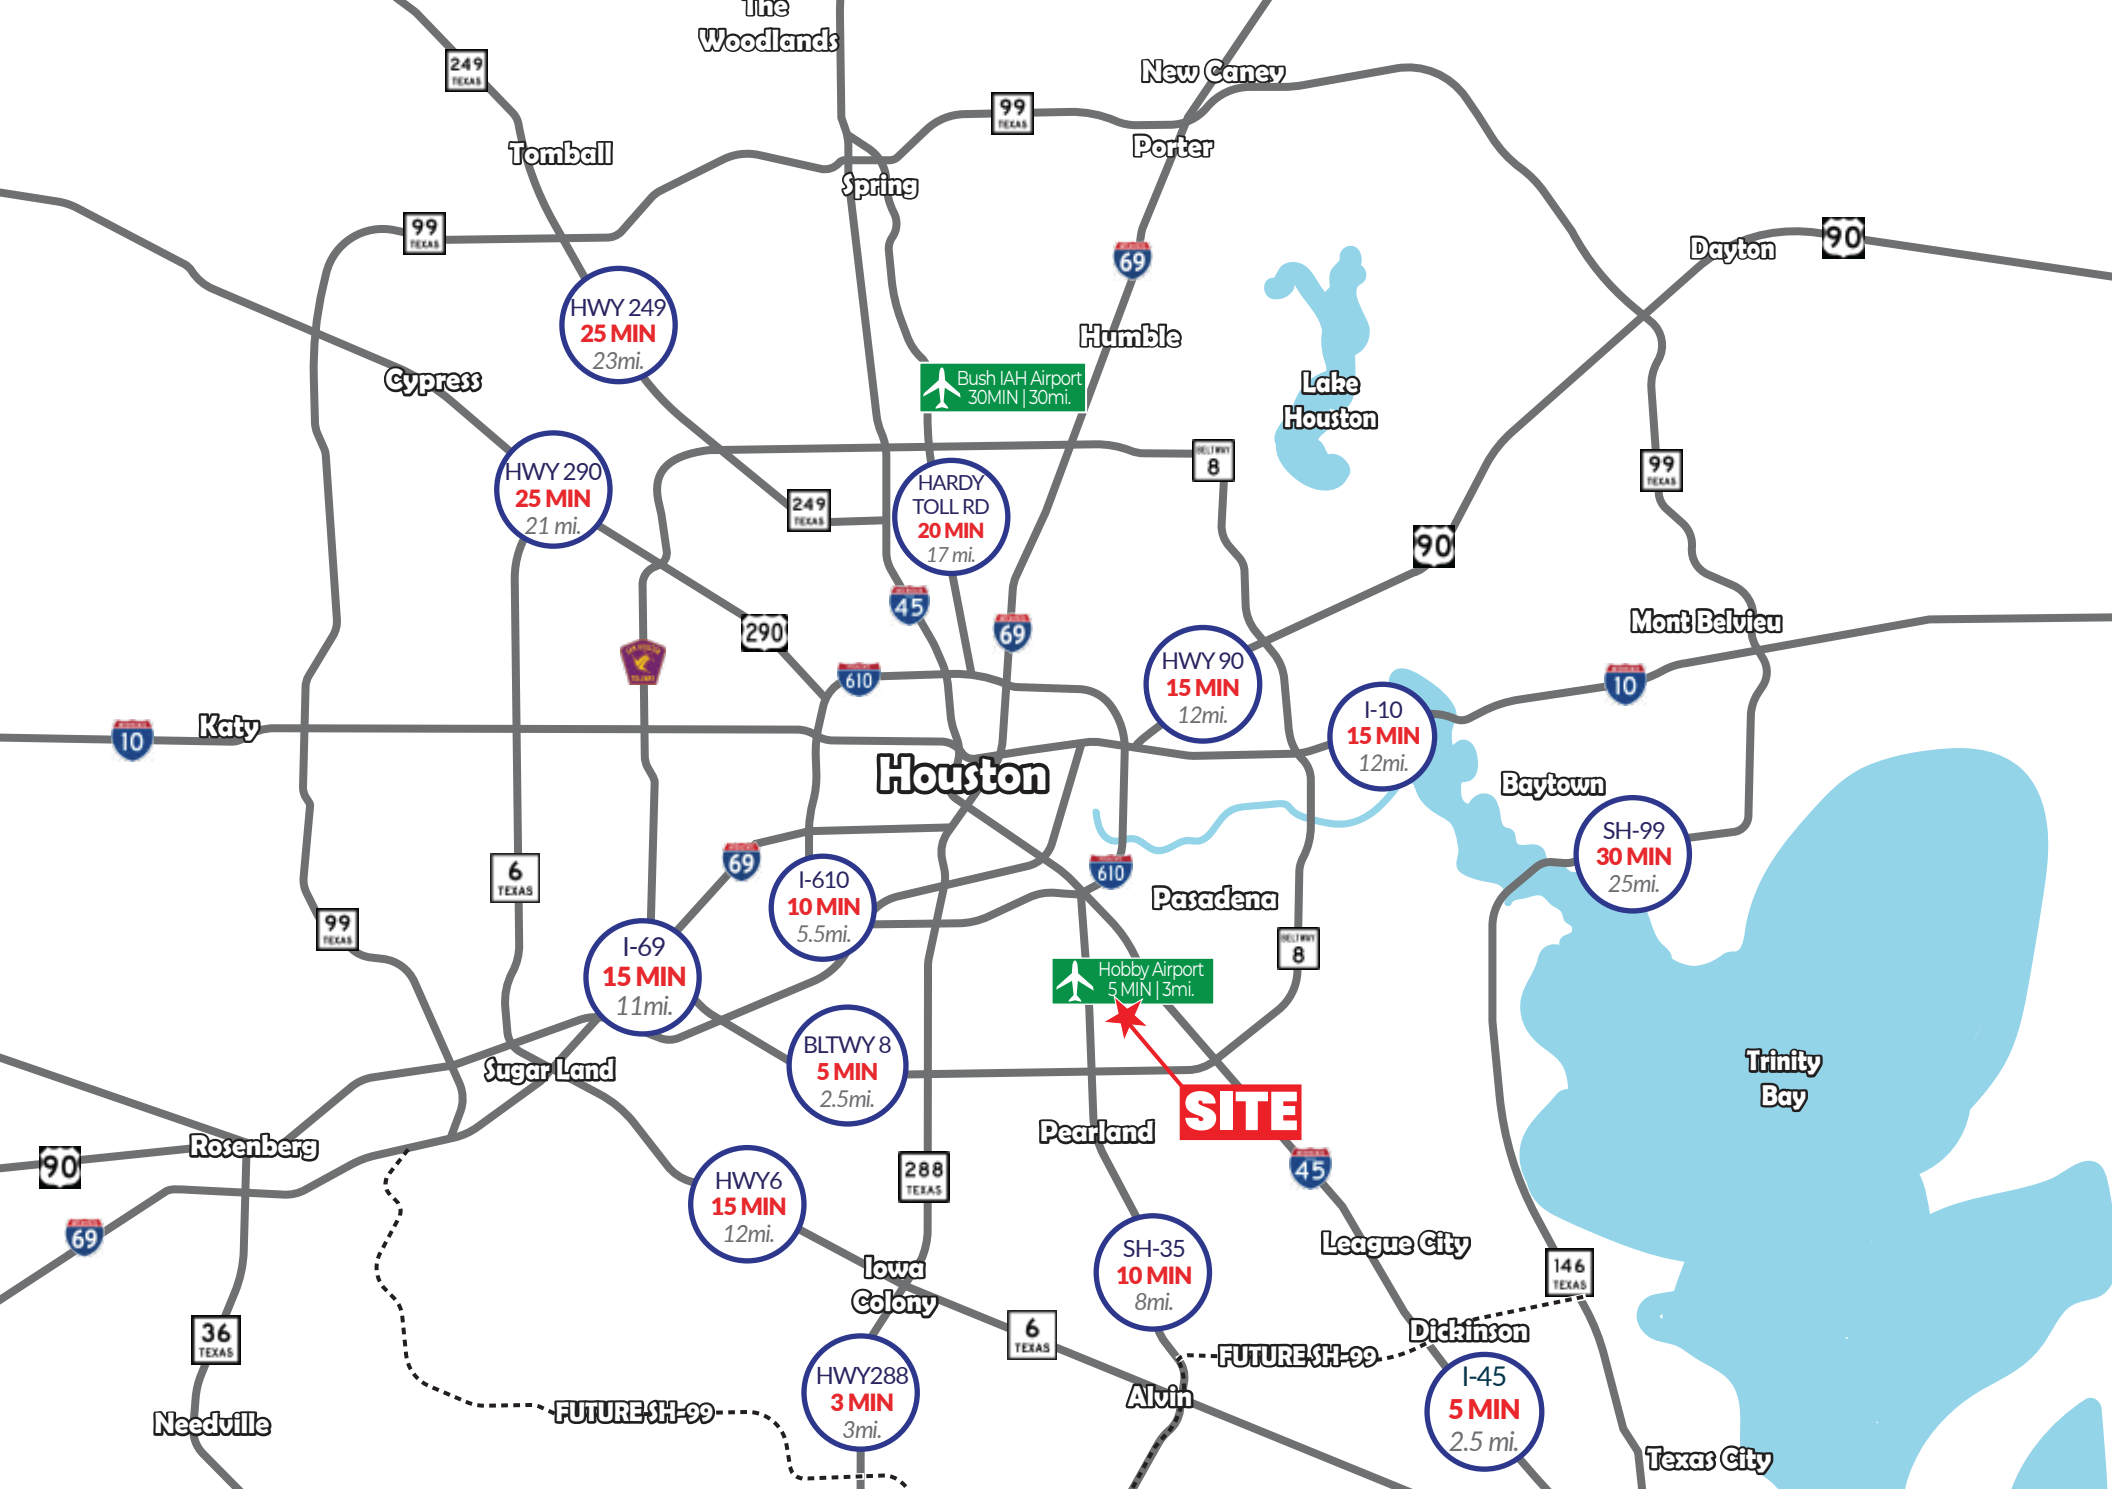 The
Woodlands
249
TEXAS
New Caney
99
TEXAS
Tomball
Porter
Spring
99
TEXAS
69
Dayton
90
HWY 249
25 MIN
23mi.
Humble
Cypress
Bush IAH Airport
30MIN | 30mi.
Lake
Houston
HWY 290
25 MIN
21 mi.
BELTWAY
8
99
TEXAS
249
TEXAS
HARDY
TOLL RD
20 MIN
17 mi.
90
45
69
290
Mont Belvieu
SAM HOUSTON
TOLLWAY
610
HWY 90
15 MIN
12mi.
10
I-10
15 MIN
12mi.
Katy
10
Houston
Baytown
SH-99
30 MIN
25mi.
69
610
6
TEXAS
I-610
10 MIN
5.5mi.
Pasadena
99
TEXAS
I-69
15 MIN
11mi.
BELTWAY
8
Hobby Airport
5 MIN | 3mi.
BLTWY 8
5 MIN
2.5mi.
Sugar Land
Trinity
Bay
SITE
Pearland
Rosenberg
90
45
288
TEXAS
HWY6
15 MIN
12mi.
69
League City
SH-35
10 MIN
8mi.
Iowa
Colony
146
TEXAS
36
TEXAS
6
TEXAS
Dickinson
FUTURE SH-99
HWY288
3 MIN
3mi.
I-45
5 MIN
2.5 mi.
Alvin
FUTURE SH-99
Needville
Texas City